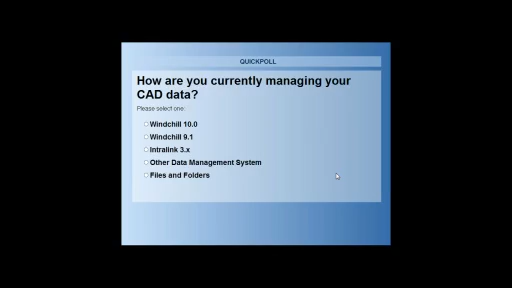 QUICKPOLL
How are you currently managing your
CAD data?
Please select one:
Windchill 10.0
Windchill 9.1
Intralink 3.x
Other Data Management System
Files and Folders